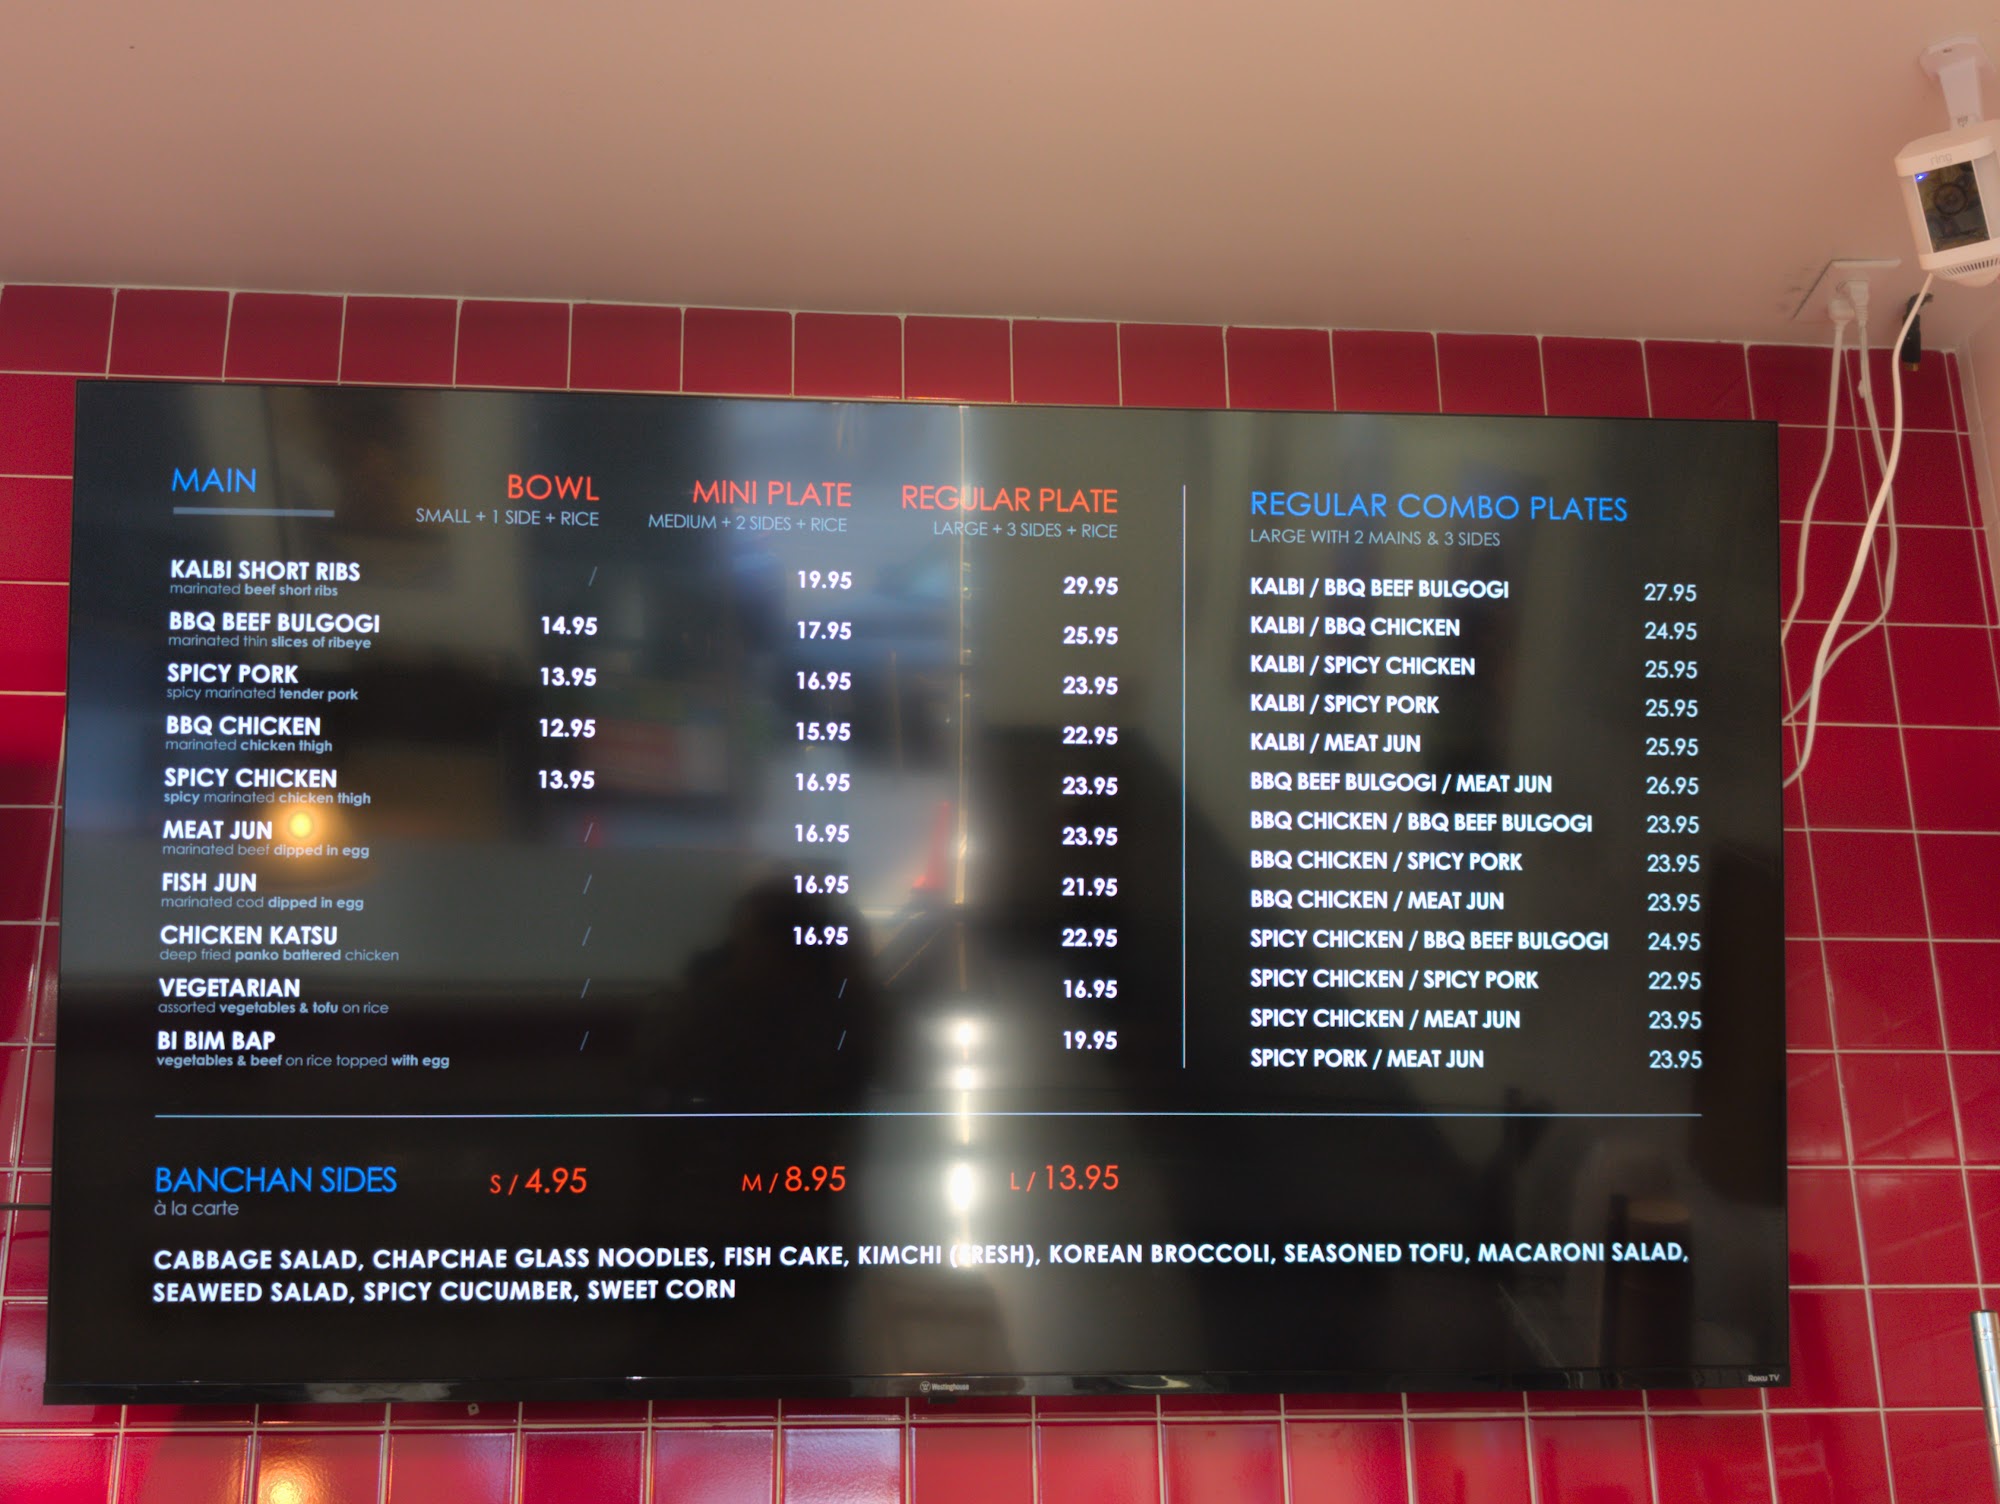 MAIN BOWL MINI PLATE REGULAR PLATE
SMALL + 1 SIDE + RICE MEDIUM + 2 SIDES + RICE LARGE + 3 SIDES + RICE
KALBI SHORT RIBS / 19.95 29.95
marinated beef short ribs
BBQ BEEF BULGOGI 14.95 17.95 25.95
marinated thin slices of ribeye
SPICY PORK 13.95 16.95 23.95
spicy marinated tender pork
BBQ CHICKEN 12.95 15.95 22.95
marinated chicken thigh
SPICY CHICKEN 13.95 16.95 23.95
spicy marinated chicken thigh
MEAT JUN / 16.95 23.95
marinated beef dipped in egg
FISH JUN / 16.95 21.95
marinated cod dipped in egg
CHICKEN KATSU / 16.95 22.95
deep fried panko battered chicken
VEGETARIAN / / 16.95
assorted vegetables & tofu on rice
BI BIM BAP / / 19.95
vegetables & beef on rice topped with egg
REGULAR COMBO PLATES
LARGE WITH 2 MAINS & 3 SIDES
KALBI / BBQ BEEF BULGOGI 27.95
KALBI / BBQ CHICKEN 24.95
KALBI / SPICY CHICKEN 25.95
KALBI / SPICY PORK 25.95
KALBI / MEAT JUN 25.95
BBQ BEEF BULGOGI / MEAT JUN 26.95
BBQ CHICKEN / BBQ BEEF BULGOGI 23.95
BBQ CHICKEN / SPICY PORK 23.95
BBQ CHICKEN / MEAT JUN 23.95
SPICY CHICKEN / BBQ BEEF BULGOGI 24.95
SPICY CHICKEN / SPICY PORK 22.95
SPICY CHICKEN / MEAT JUN 23.95
SPICY PORK / MEAT JUN 23.95
BANCHAN SIDES S / 4.95 M / 8.95 L / 13.95
à la carte
CABBAGE SALAD, CHAPCHAE GLASS NOODLES, FISH CAKE, KIMCHI (FRESH), KOREAN BROCCOLI, SEASONED TOFU, MACARONI SALAD,
SEAWEED SALAD, SPICY CUCUMBER, SWEET CORN
Westinghouse
Roku TV
ring